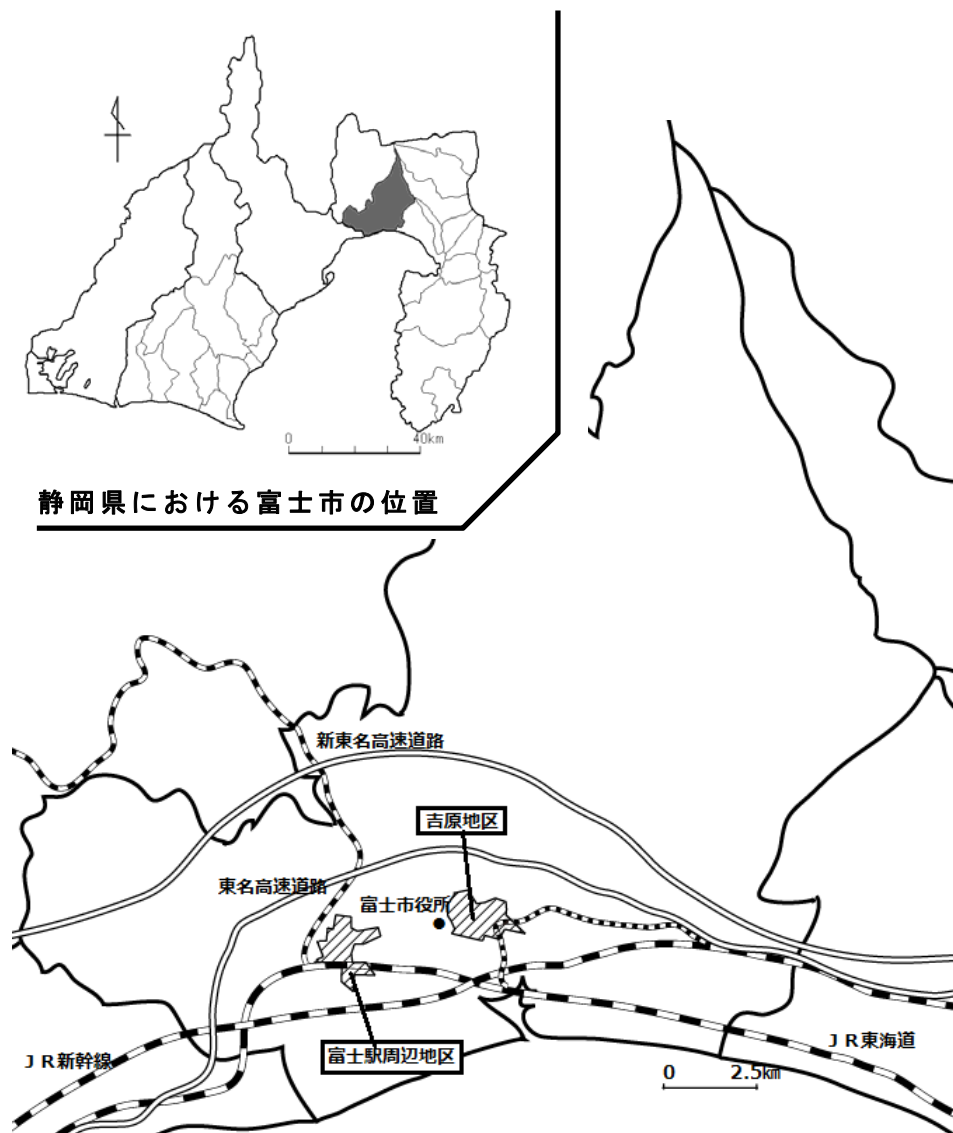 0
40km
静岡県における富士市の位置
新東名高速道路
吉原地区
東名高速道路
富士市役所
JR新幹線
富士駅周辺地区
JR東海道
0 2.5km